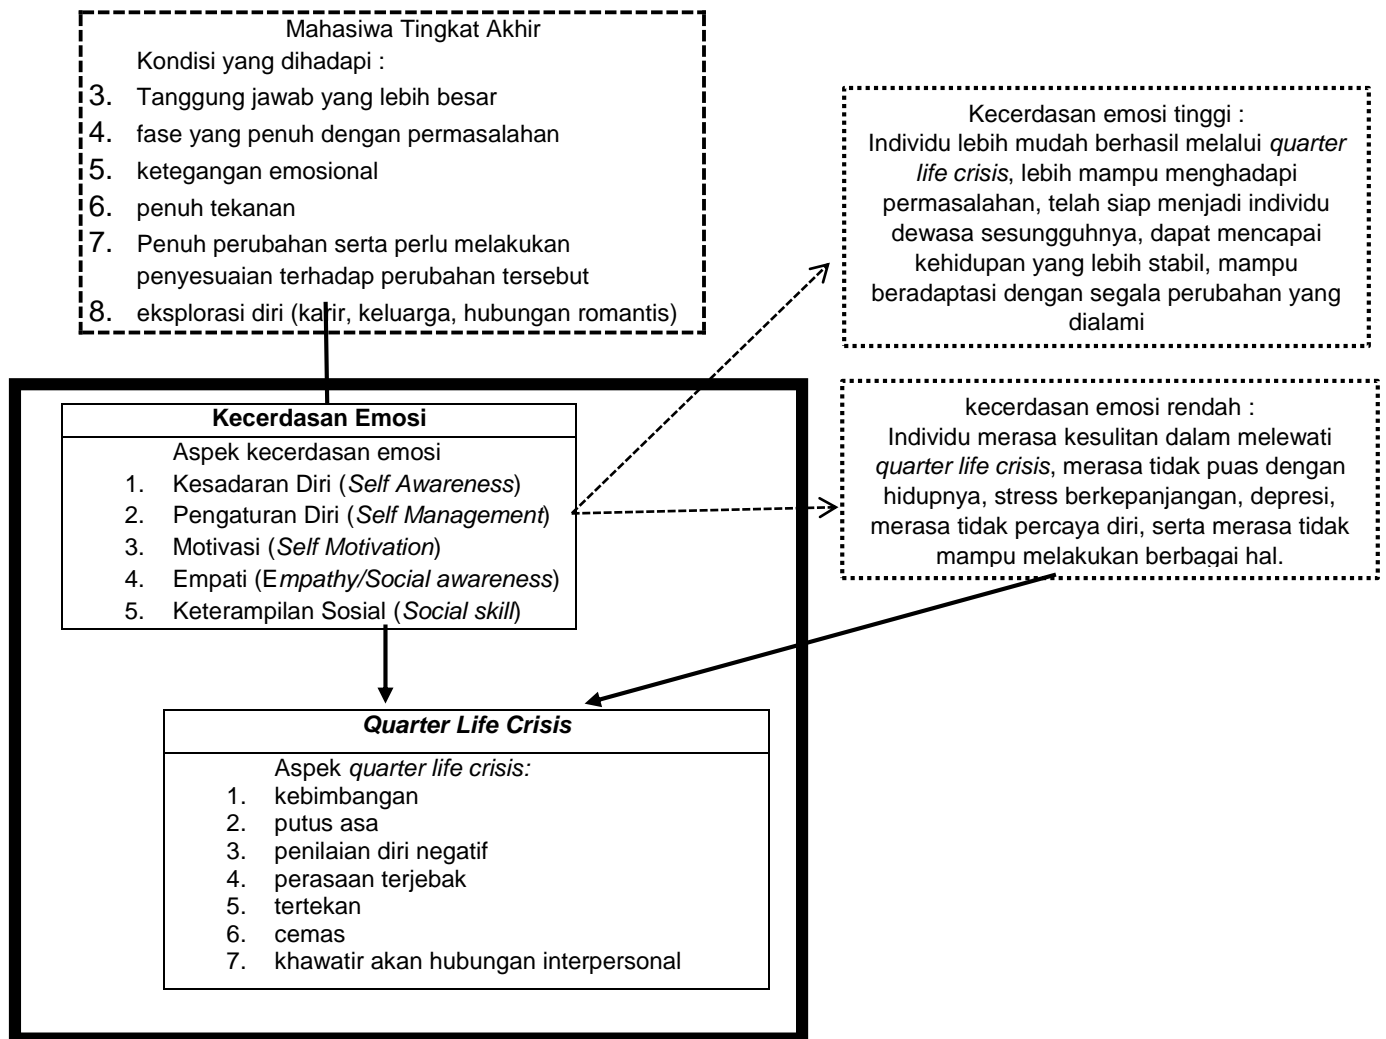 Mahasiwa Tingkat Akhir
Kondisi yang dihadapi :
3. Tanggung jawab yang lebih besar
4. fase yang penuh dengan permasalahan
5. ketegangan emosional
6. penuh tekanan
7. Penuh perubahan serta perlu melakukan
penyesuaian terhadap perubahan tersebut
8. eksplorasi diri (karir, keluarga, hubungan romantis)
Kecerdasan emosi tinggi :
Individu lebih mudah berhasil melalui quarter
life crisis, lebih mampu menghadapi
permasalahan, telah siap menjadi individu
dewasa sesungguhnya, dapat mencapai
kehidupan yang lebih stabil, mampu
beradaptasi dengan segala perubahan yang
dialami
Kecerdasan Emosi
Aspek kecerdasan emosi
1. Kesadaran Diri (Self Awareness)
2. Pengaturan Diri (Self Management)
3. Motivasi (Self Motivation)
4. Empati (Empathy/Social awareness)
5. Keterampilan Sosial (Social skill)
kecerdasan emosi rendah :
Individu merasa kesulitan dalam melewati
quarter life crisis, merasa tidak puas dengan
hidupnya, stress berkepanjangan, depresi,
merasa tidak percaya diri, serta merasa tidak
mampu melakukan berbagai hal.
Quarter Life Crisis
Aspek quarter life crisis:
1. kebimbangan
2. putus asa
3. penilaian diri negatif
4. perasaan terjebak
5. tertekan
6. cemas
7. khawatir akan hubungan interpersonal